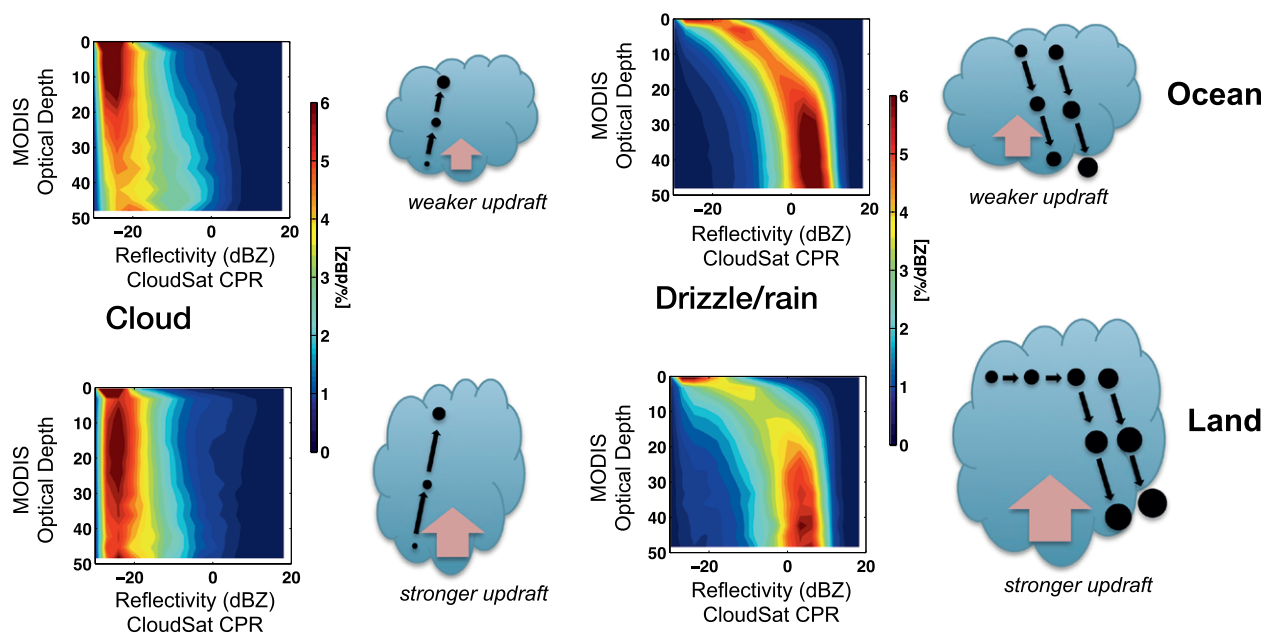 0
10
20
30
40
50
MODIS
Optical Depth
−20
0
20
Reflectivity (dBZ)
CloudSat CPR
6
5
4
3
2
1
0
[%/dBZ]
weaker updraft
0
10
20
30
40
50
MODIS
Optical Depth
−20
0
20
Reflectivity (dBZ)
CloudSat CPR
6
5
4
3
2
1
0
[%/dBZ]
weaker updraft
Ocean
Cloud
Drizzle/rain
0
10
20
30
40
50
MODIS
Optical Depth
−20
0
20
Reflectivity (dBZ)
CloudSat CPR
stronger updraft
0
10
20
30
40
50
MODIS
Optical Depth
−20
0
20
Reflectivity (dBZ)
CloudSat CPR
stronger updraft
Land